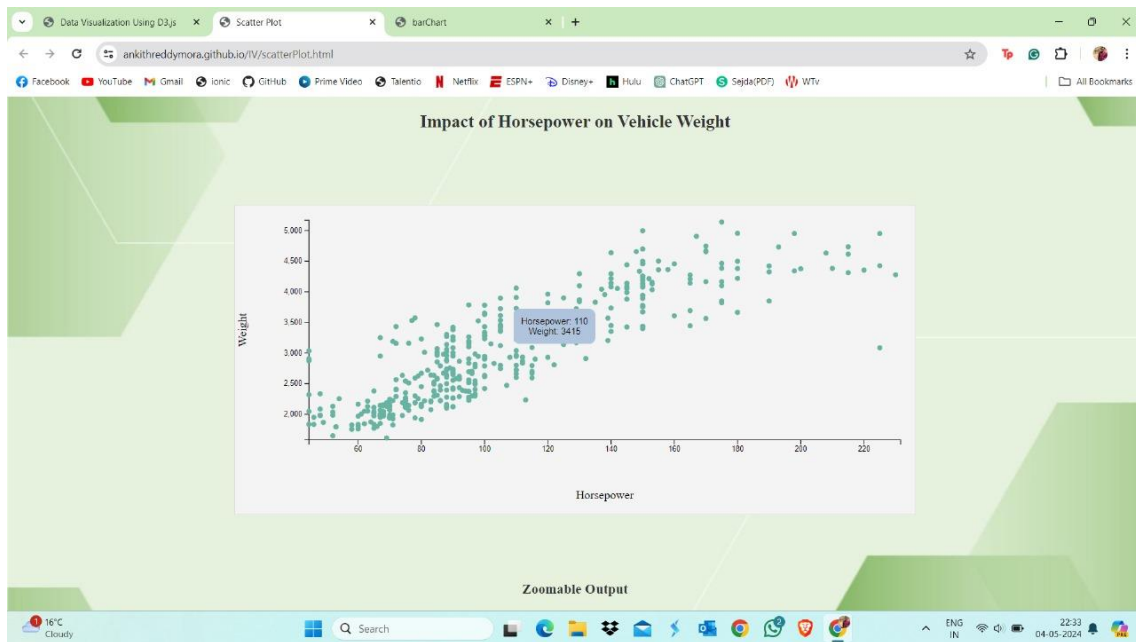 Data Visualization Using D3.js
Scatter Plot
barChart
ankithreddymora.github.io/IV/scatterPlot.html
Tp
G
Facebook YouTube Gmail ionic GitHub Prime Video Talentio Netflix ESPN+ Disney+ Hulu ChatGPT Sejda(PDF) WTv All Bookmarks
Impact of Horsepower on Vehicle Weight
5,000
4,500
4,000
3,500
3,000
2,500
2,000
Weight
Horsepower: 110
Weight: 3415
60 80 100 120 140 160 180 200 220
Horsepower
Zoomable Output
1
16°C
Cloudy
Search
2
ENG
IN
22:33
04-05-2024